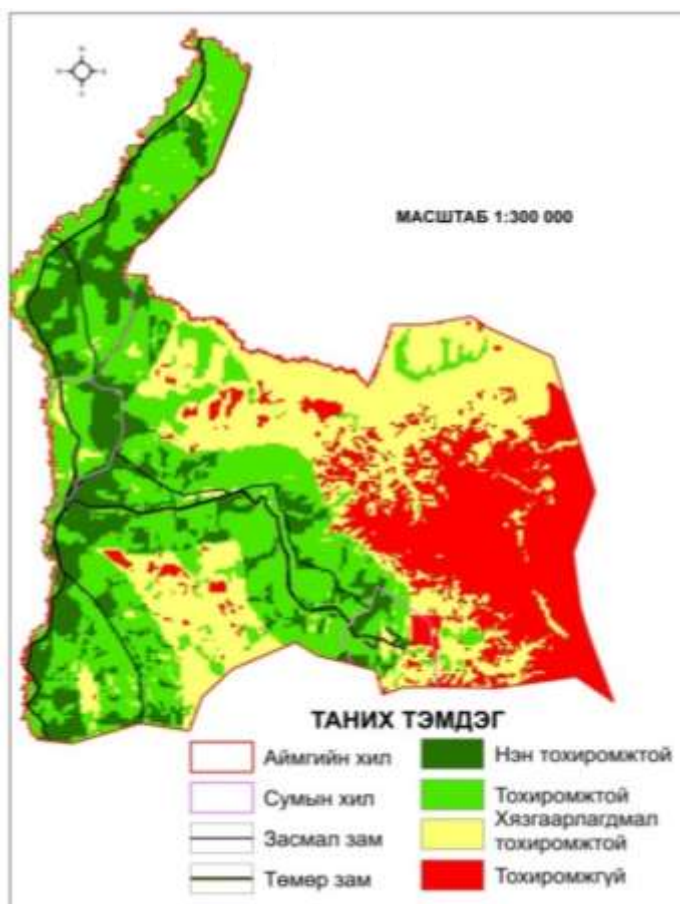 МАСШТАБ 1:300 000
ТАНИХ ТЭМДЭГ
Аймгийн хил
Сумын хил
Засмал зам
Төмөр зам
Нэн тохиромжтой
Тохиромжтой
Хязгаарлагдмал
тохиромжтой
Тохиромжгүй